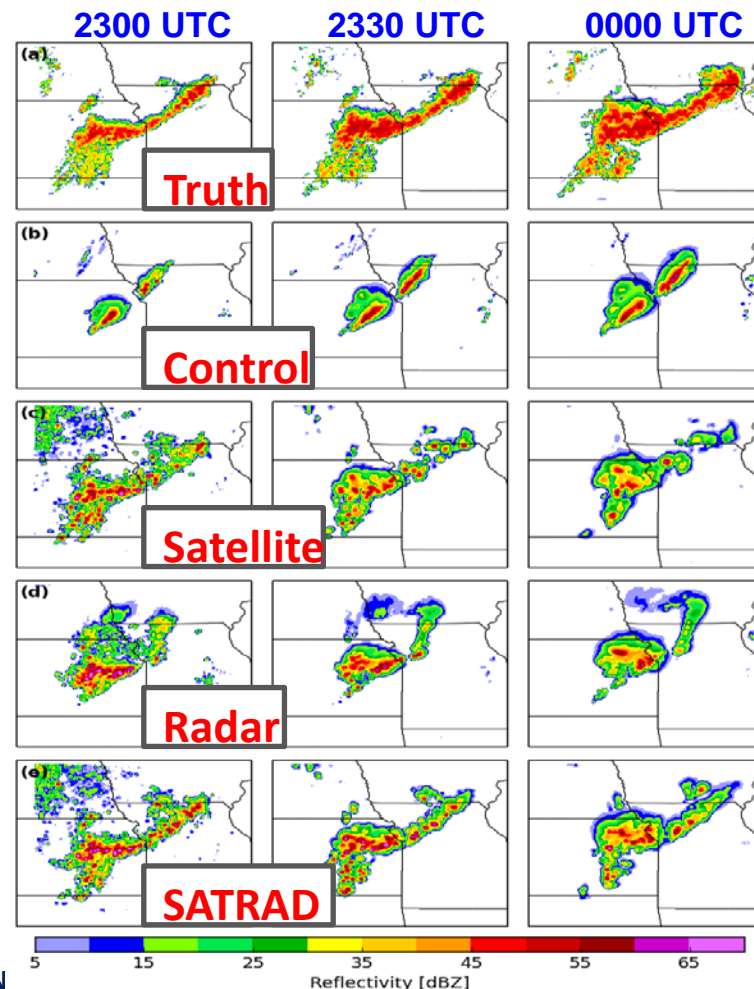 2300 UTC 2330 UTC 0000 UTC
(a)
Truth
(b)
Control
(c)
Satellite
(d)
Radar
(e)
SATRAD
5 15 25 35 45 55 65
Reflectivity [dBZ]
N